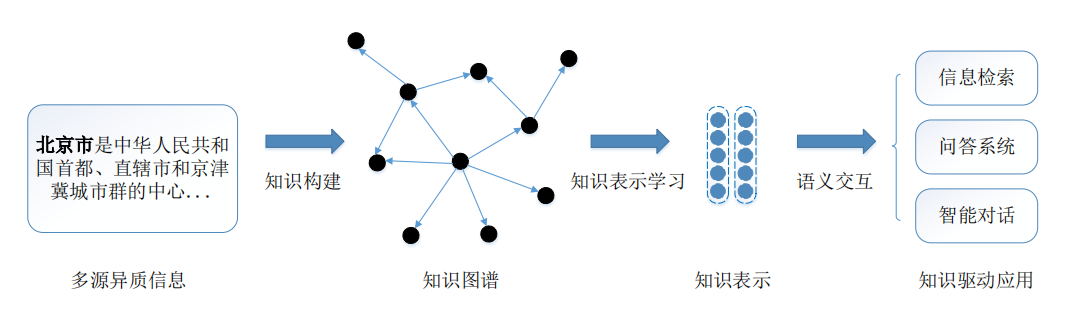 北京市是中华人民共和
国首都、直辖市和京津
冀城市群的中心...
多源异质信息
知识构建
知识图谱
知识表示学习
知识表示
语义交互
信息检索
问答系统
智能对话
知识驱动应用